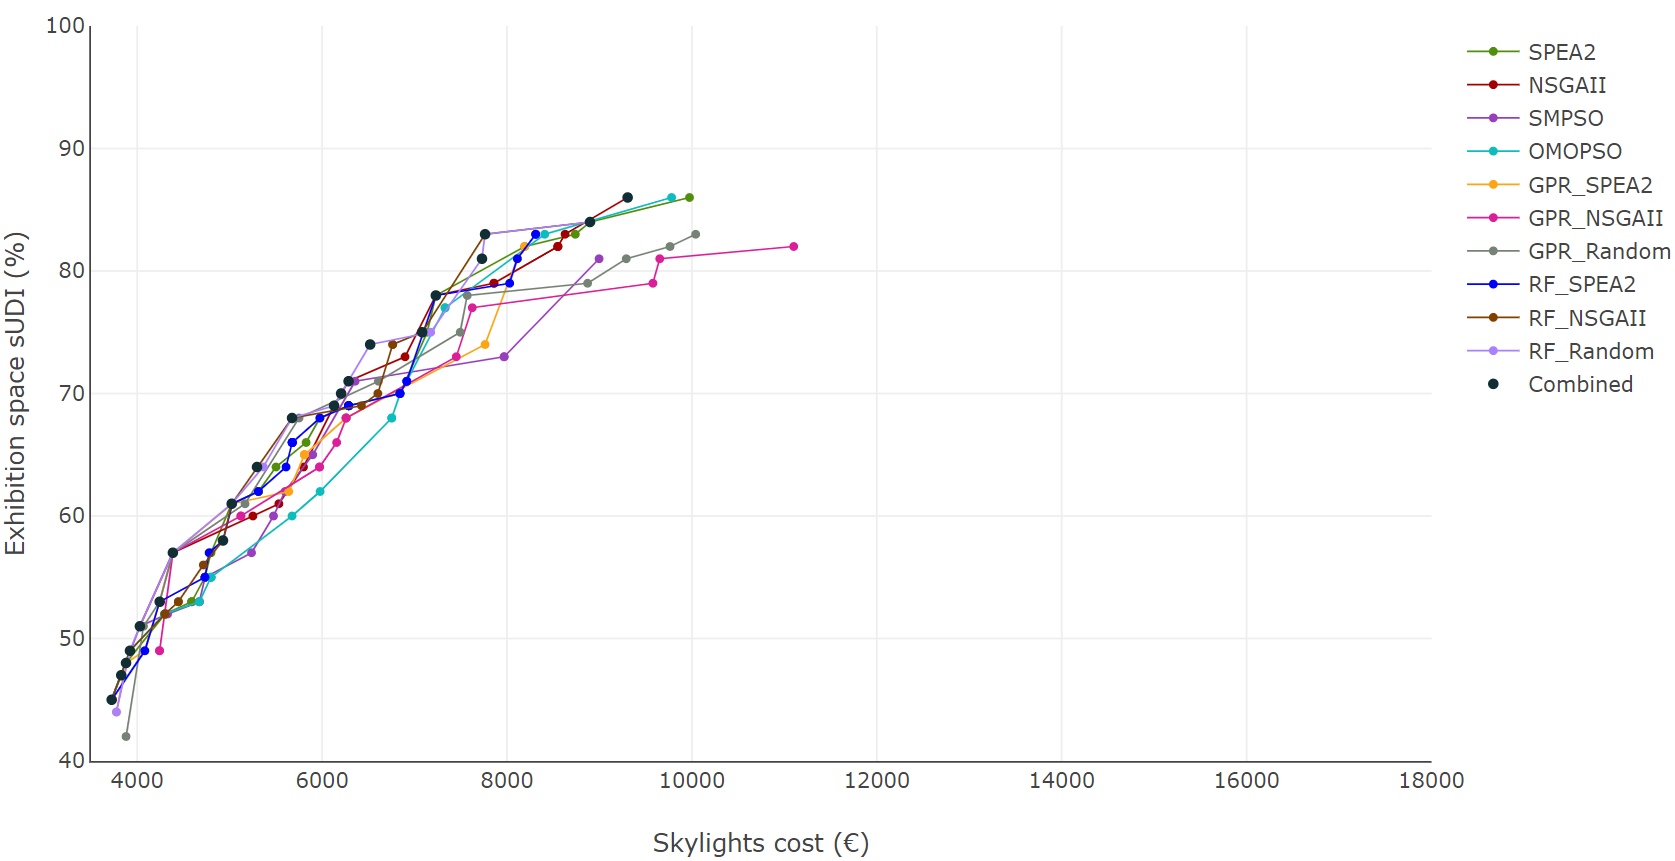 100
90
80
70
60
50
40
Exhibition space sUDI (%)
4000
6000
8000
10000
12000
14000
16000
18000
Skylights cost (€)
SPEA2
NSGAII
SMPSO
OMOPSO
GPR_SPEA2
GPR_NSGAII
GPR_Random
RF_SPEA2
RF_NSGAII
RF_Random
Combined